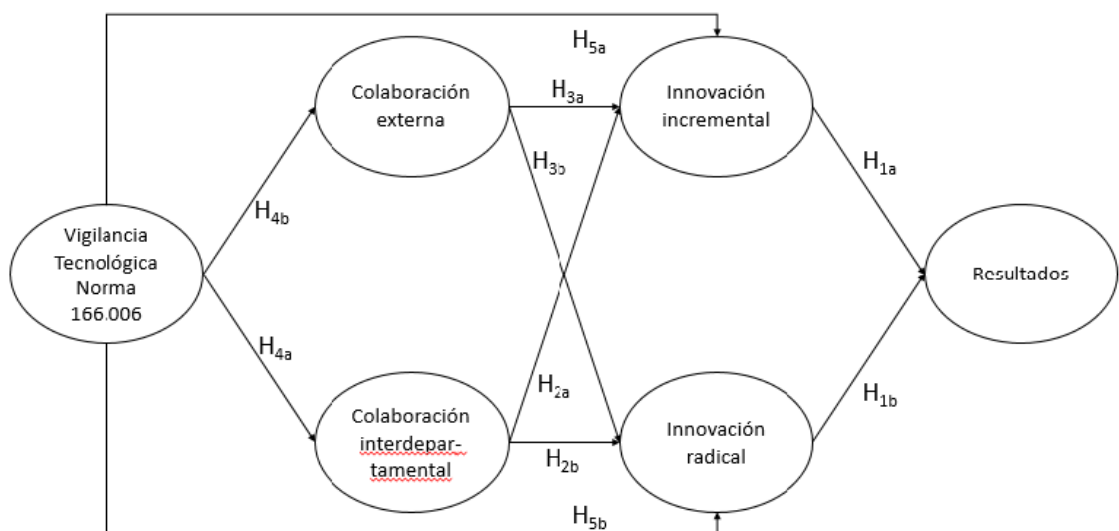 H5a
Colaboración
externa
H3a
Innovación
incremental
H3b
H1a
H4b
Vigilancia
Tecnológica
Norma
166.006
Resultados
H4a
H2a
H1b
Colaboración
interdepar-
tamental
H2b
Innovación
radical
H5b